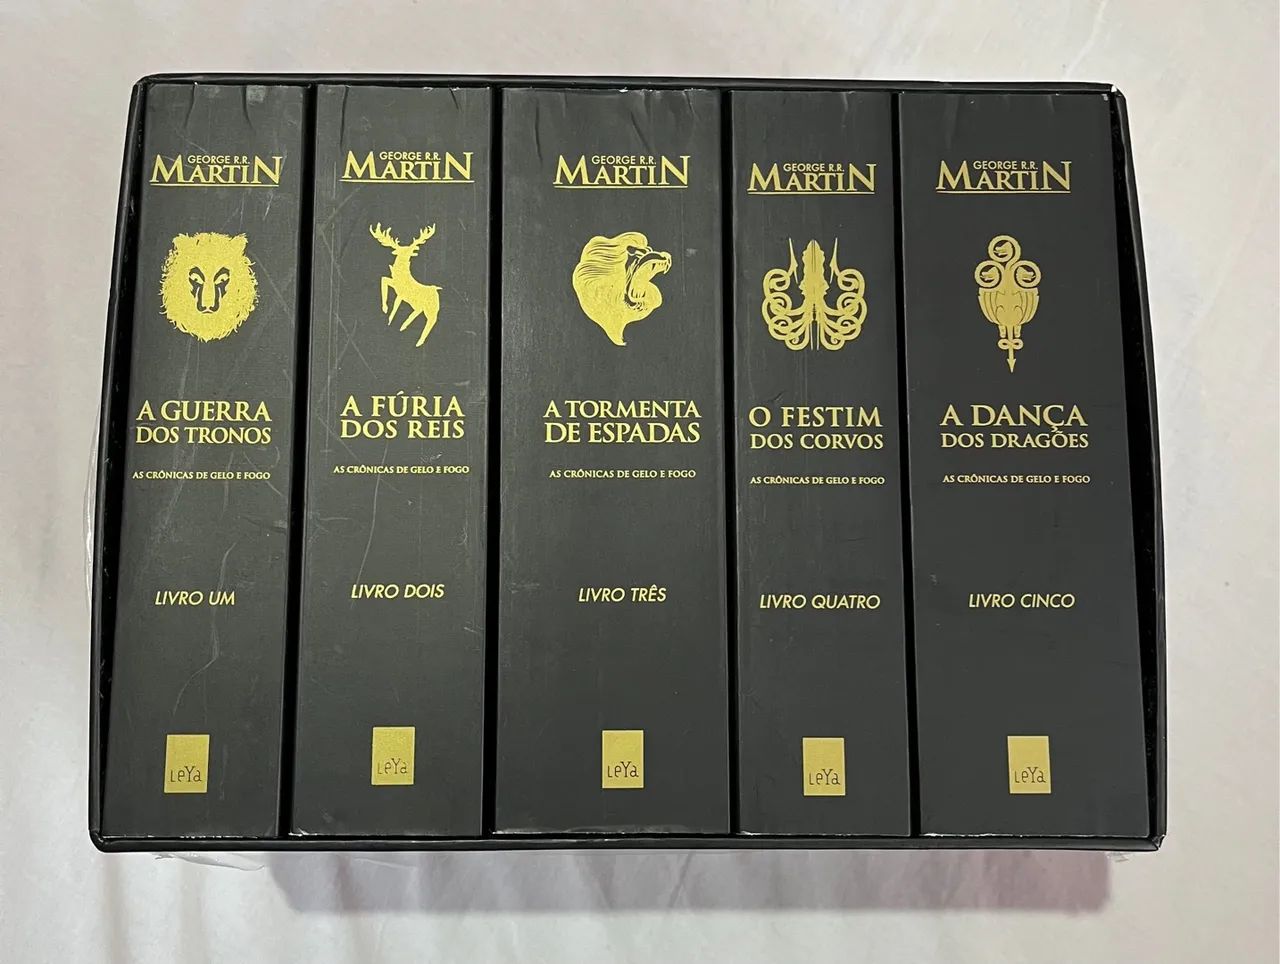 GEORGE R.R.
MARTIN
A GUERRA
DOS TRONOS
AS CRÔNICAS DE GELO E FOGO
LIVRO UM
LeYa
GEORGE R.R.
MARTIN
A FÚRIA
DOS REIS
AS CRÔNICAS DE GELO E FOGO
LIVRO DOIS
LeYa
GEORGE R.R.
MARTIN
A TORMENTA
DE ESPADAS
AS CRÔNICAS DE GELO E FOGO
LIVRO TRÊS
LeYa
GEORGE R.R.
MARTIN
O FESTIM
DOS CORVOS
AS CRÔNICAS DE GELO E FOGO
LIVRO QUATRO
LeYa
GEORGE R.R.
MARTIN
A DANÇA
DOS DRAGÕES
AS CRÔNICAS DE GELO E FOGO
LIVRO CINCO
LeYa